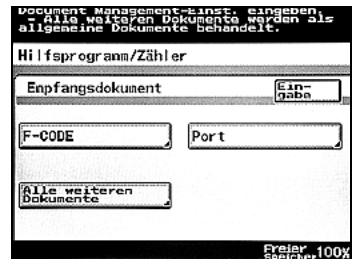 Document Management-Einst. eingeben.
- Alle weiteren Dokumente werden als
allgemeine Dokumente behandelt.
Hilfsprogramm/Zähler
Empfangsdokument
Ein-
gabe
F-CODE
Port
Alle weiteren
Dokumente
Freier
Speicher 100%